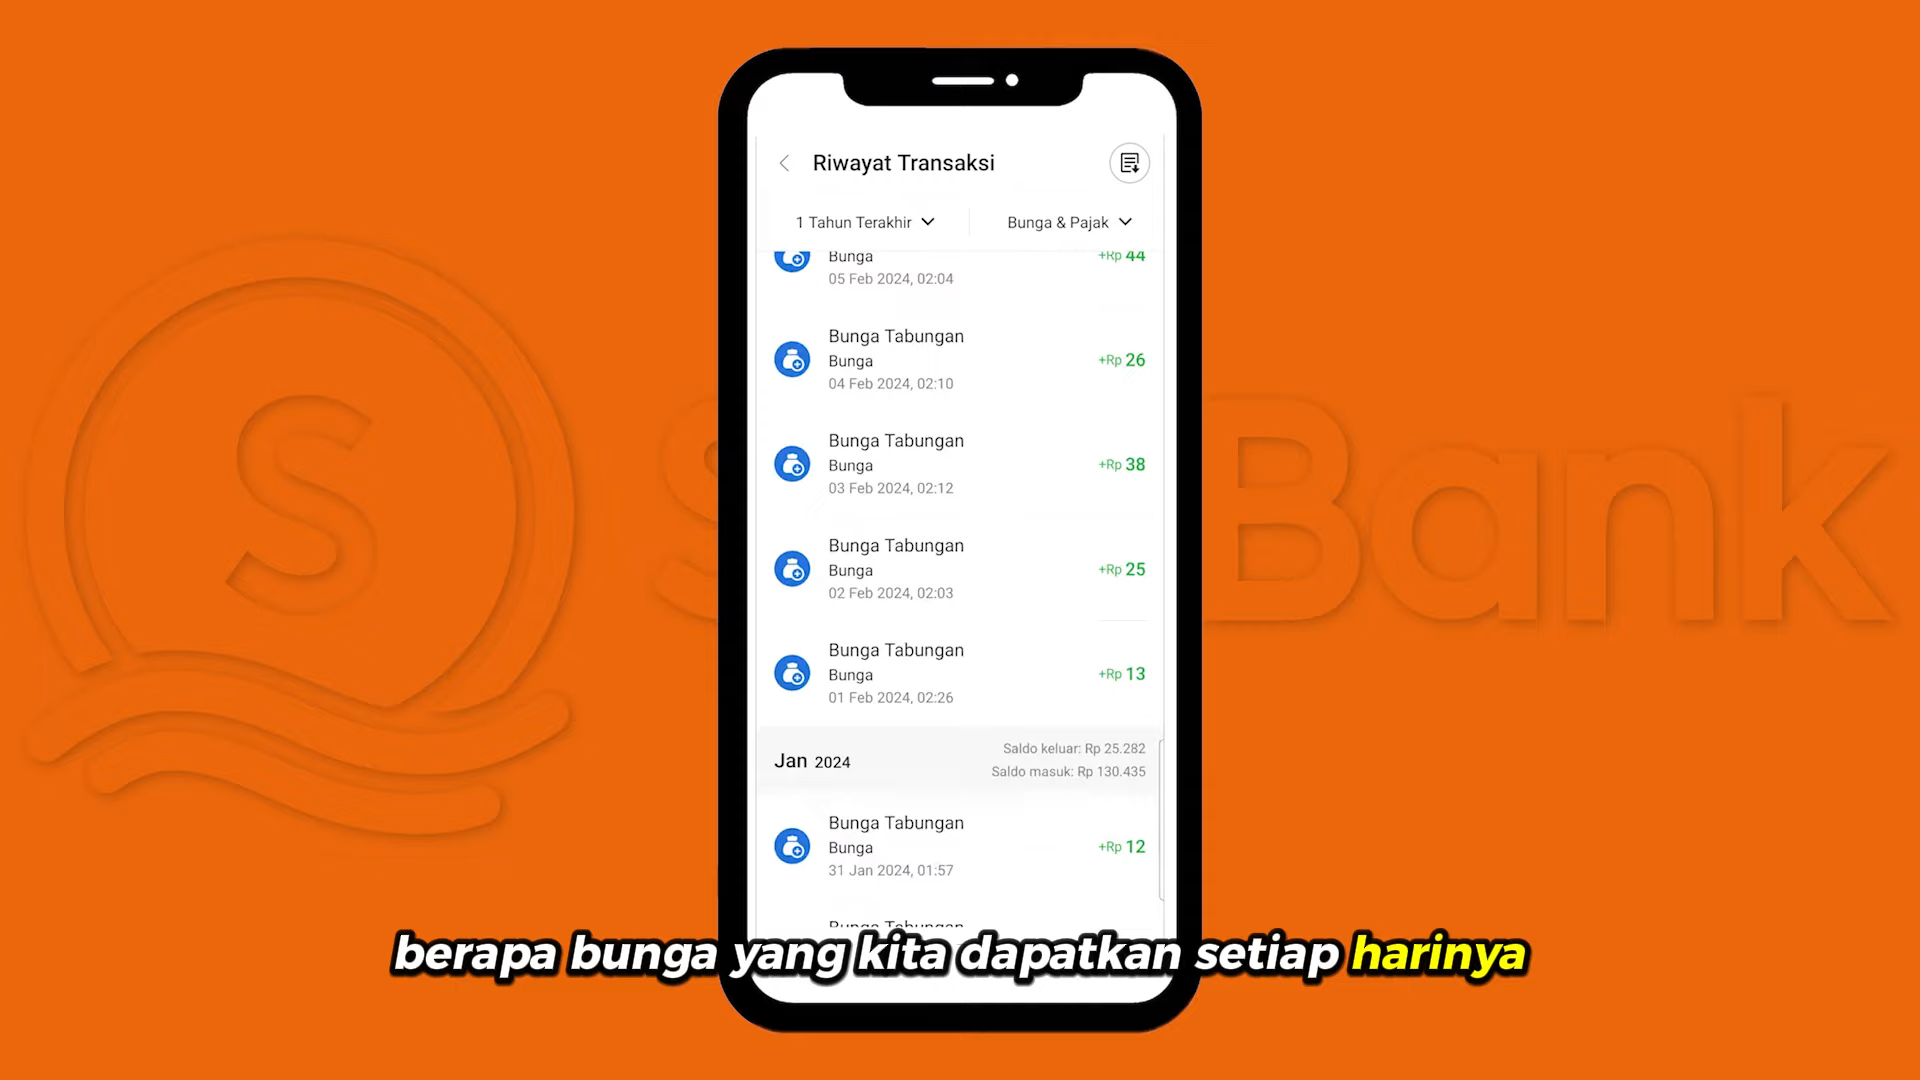 Riwayat Transaksi
1 Tahun Terakhir
Bunga & Pajak
Bunga
+Rp 44
05 Feb 2024, 02:04
Bunga Tabungan
Bunga
+Rp 26
04 Feb 2024, 02:10
Bunga Tabungan
Bunga
+Rp 38
03 Feb 2024, 02:12
Bunga Tabungan
Bunga
+Rp 25
02 Feb 2024, 02:03
Bunga Tabungan
Bunga
+Rp 13
01 Feb 2024, 02:26
Jan 2024
Saldo keluar: Rp 25.282
Saldo masuk: Rp 130.435
Bunga Tabungan
Bunga
+Rp 12
31 Jan 2024, 01:57
Bunga Tabungan
berapa bunga yang kita dapatkan setiap harinya
S
Bank